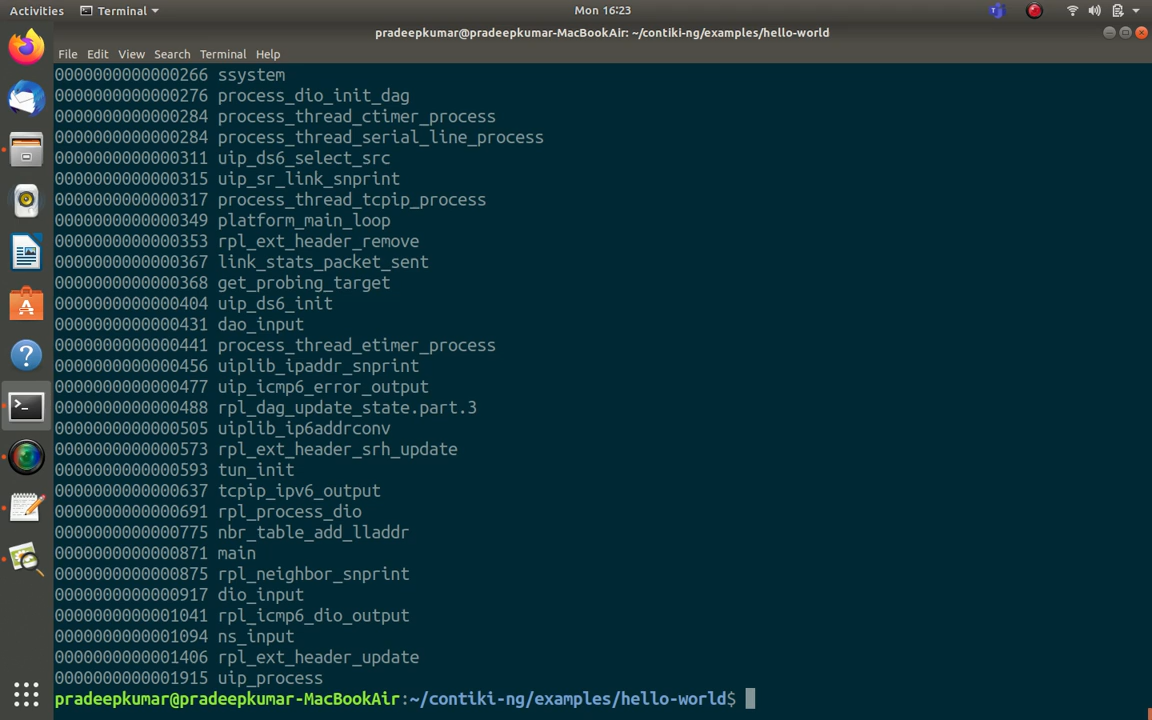 Activities Terminal Mon 16:23
pradeepkumar@pradeepkumar-MacBookAir: ~/contiki-ng/examples/hello-world
File Edit View Search Terminal Help
0000000000000266 ssystem
0000000000000276 process_dio_init_dag
0000000000000284 process_thread_ctimer_process
0000000000000284 process_thread_serial_line_process
0000000000000311 uip_ds6_select_src
0000000000000315 uip_sr_link_snprint
0000000000000317 process_thread_tcpip_process
0000000000000349 platform_main_loop
0000000000000353 rpl_ext_header_remove
0000000000000367 link_stats_packet_sent
0000000000000368 get_probing_target
0000000000000404 uip_ds6_init
0000000000000431 dao_input
0000000000000441 process_thread_etimer_process
0000000000000456 uiplib_ipaddr_snprint
0000000000000477 uip_icmp6_error_output
0000000000000488 rpl_dag_update_state.part.3
0000000000000505 uiplib_ip6addrconv
0000000000000573 rpl_ext_header_srh_update
0000000000000593 tun_init
0000000000000637 tcpip_ipv6_output
0000000000000691 rpl_process_dio
0000000000000775 nbr_table_add_lladdr
0000000000000871 main
0000000000000875 rpl_neighbor_snprint
0000000000000917 dio_input
0000000000001041 rpl_icmp6_dio_output
0000000000001094 ns_input
0000000000001406 rpl_ext_header_update
0000000000001915 uip_process
pradeepkumar@pradeepkumar-MacBookAir:~/contiki-ng/examples/hello-world$